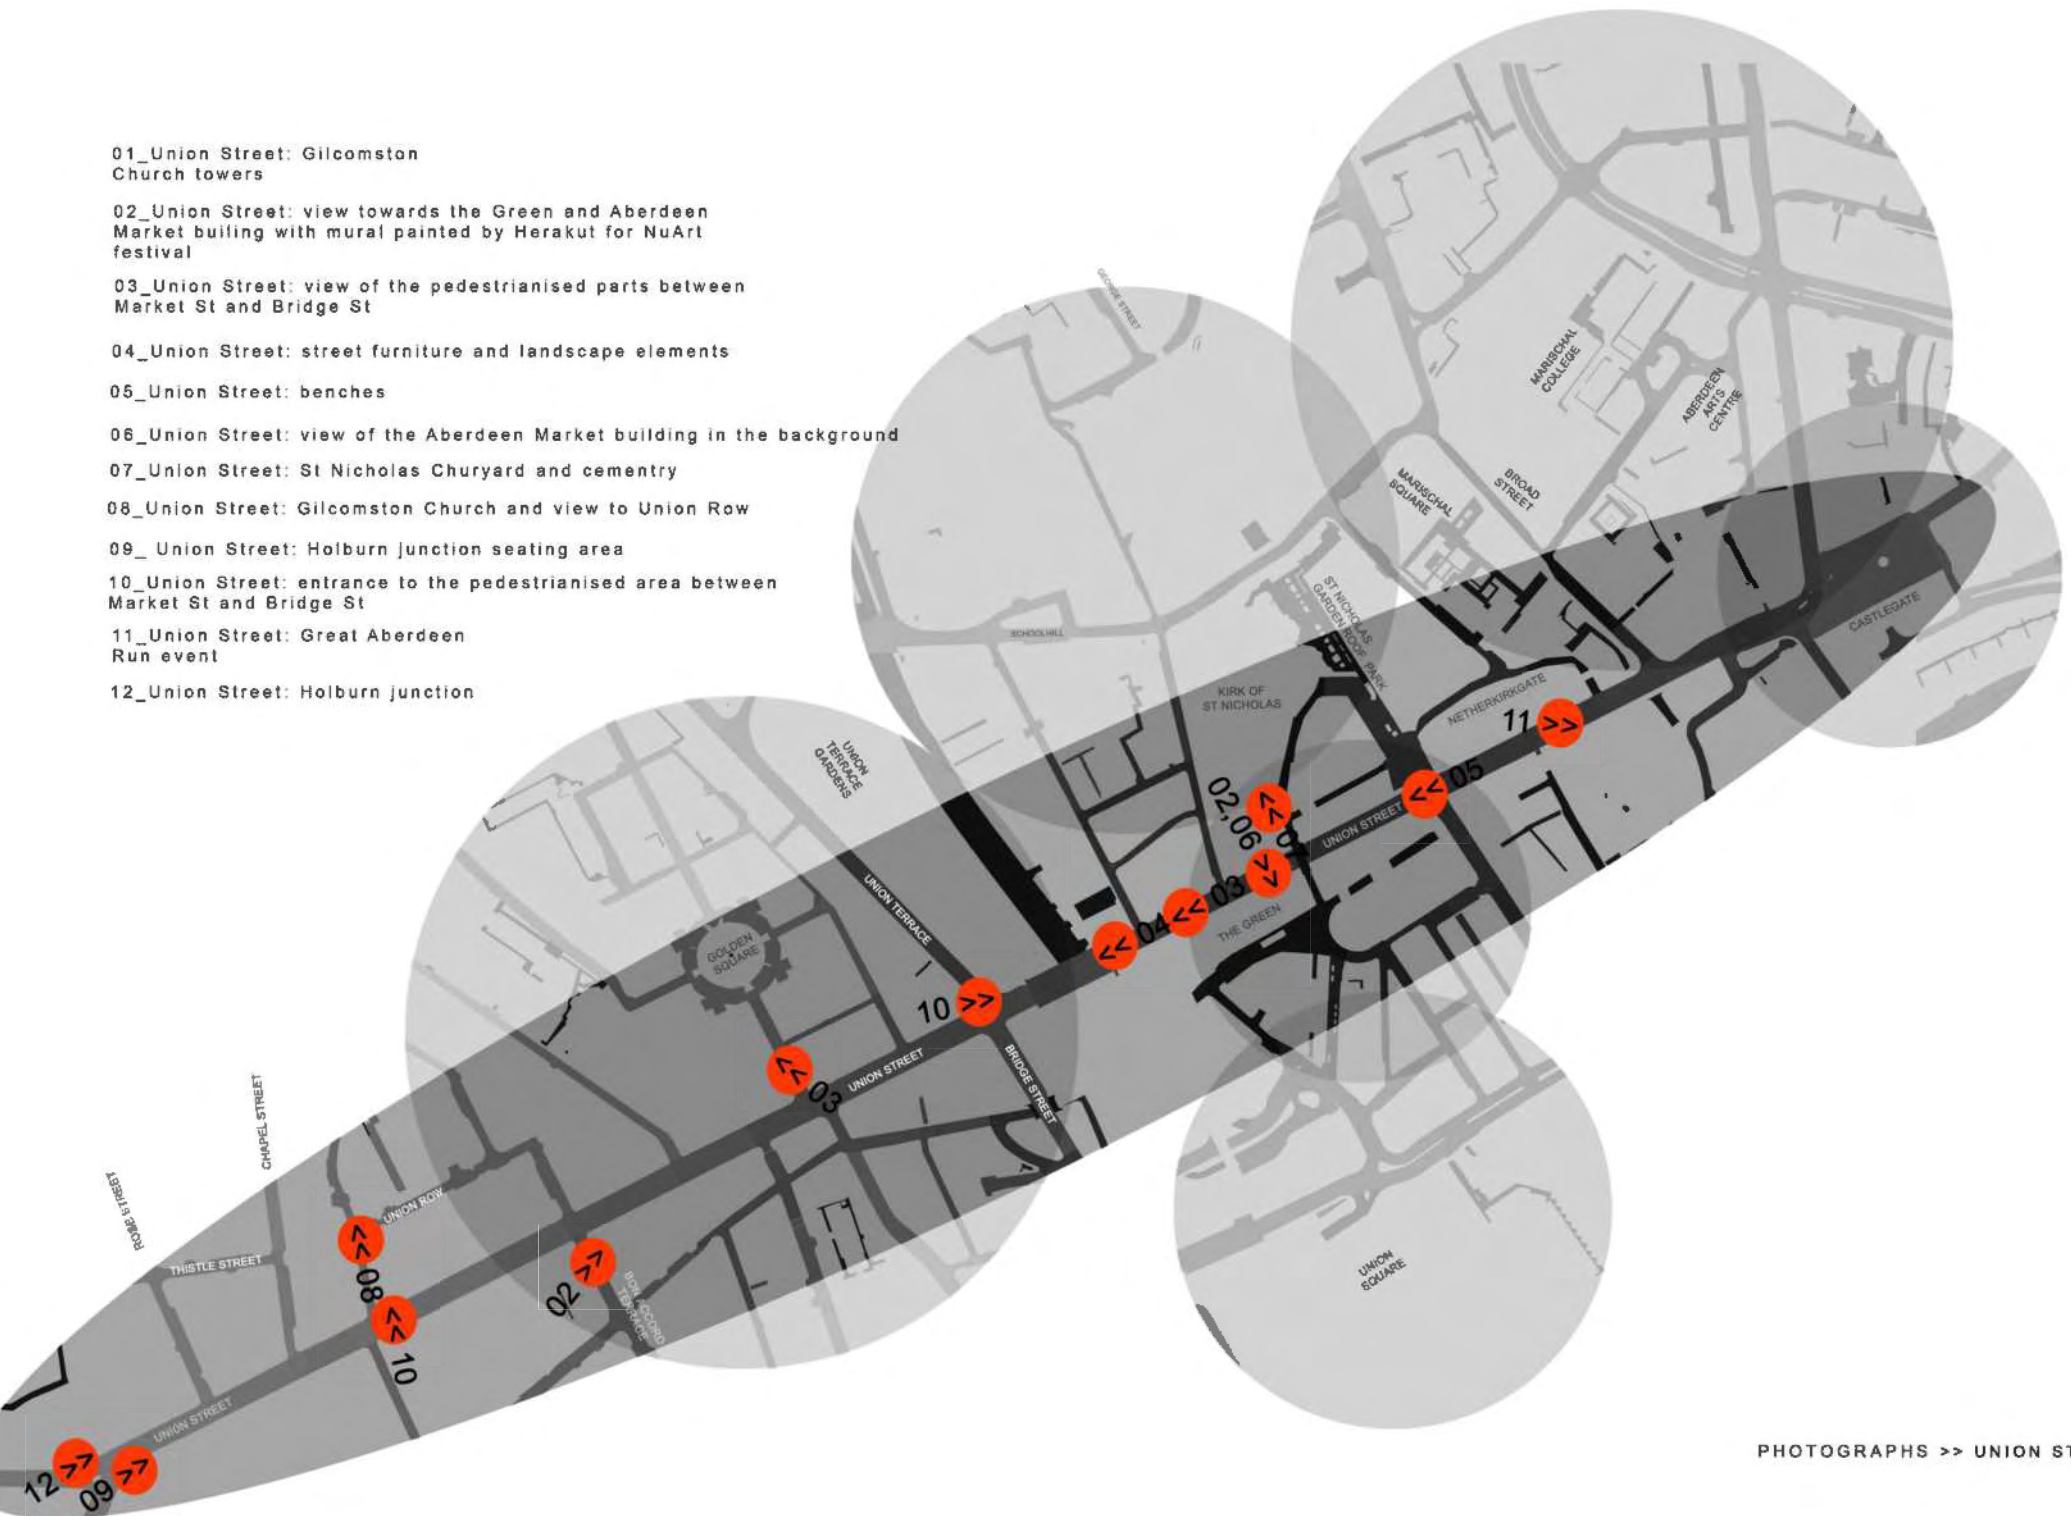 01_Union Street: Gilcomston
Church towers
02_Union Street: view towards the Green and Aberdeen
Market builing with mural painted by Herakut for NuArt
festival
03_Union Street: view of the pedestrianised parts between
Market St and Bridge St
04_Union Street: street furniture and landscape elements
05_Union Street: benches
06_Union Street: view of the Aberdeen Market building in the background
07_Union Street: St Nicholas Churyard and cementry
08_Union Street: Gilcomston Church and view to Union Row
09_ Union Street: Holburn junction seating area
10_Union Street: entrance to the pedestrianised area between
Market St and Bridge St
11_Union Street: Great Aberdeen
Run event
12_Union Street: Holburn junction
GEORGE STREET
MARISCHAL
COLLEGE
ABERDEEN
ARTS
CENTRE
MARISCHAL
SQUARE
BROAD
STREET
SCHOOLHILL
ST NICHOLAS
GARDEN ROOF PARK
CASTLEGATE
KIRK OF
ST NICHOLAS
NETHERKIRKGATE
11 >>
UNION
TERRACE
GARDENS
<< 05
02,06
<< 07
>>
UNION STREET
<< 03
<< 04
THE GREEN
UNION TERRACE
GOLDEN
SQUARE
10 >>
<< 03
UNION STREET
BRIDGE STREET
CHAPEL STREET
ROSE STREET
UNION ROW
THISTLE STREET
<< 08
02 >>
BON ACCORD
TERRACE
<< 10
UNION
SQUARE
UNION STREET
12 >>
09 >>
PHOTOGRAPHS >> UNION ST